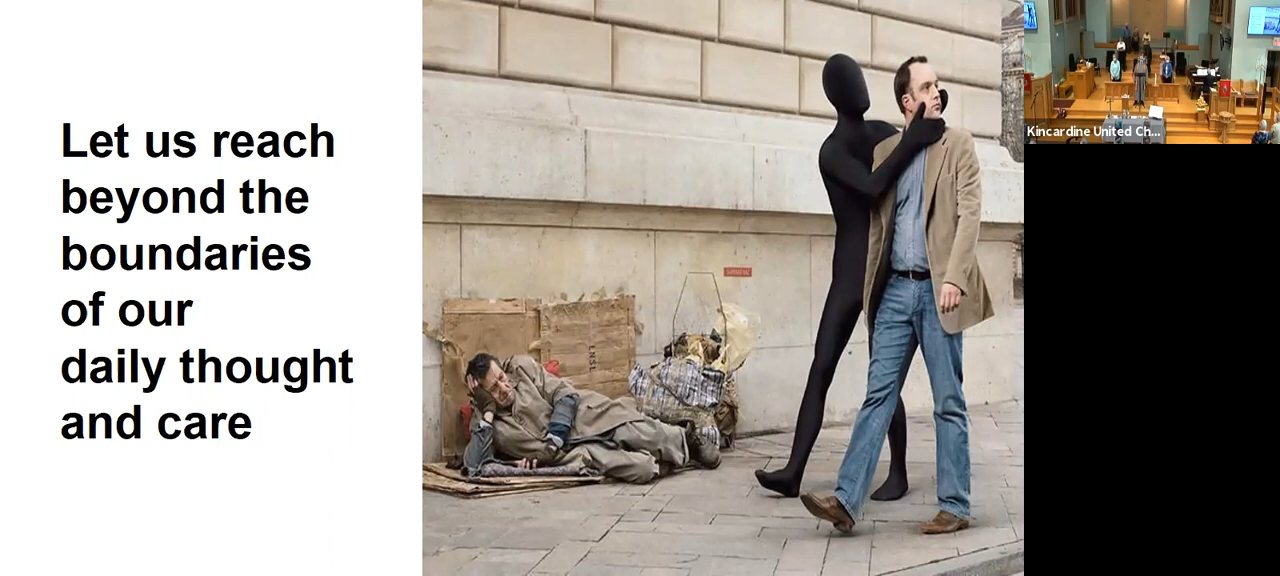 Let us reach
beyond the
boundaries
of our
daily thought
and care
Kincardine United Ch...